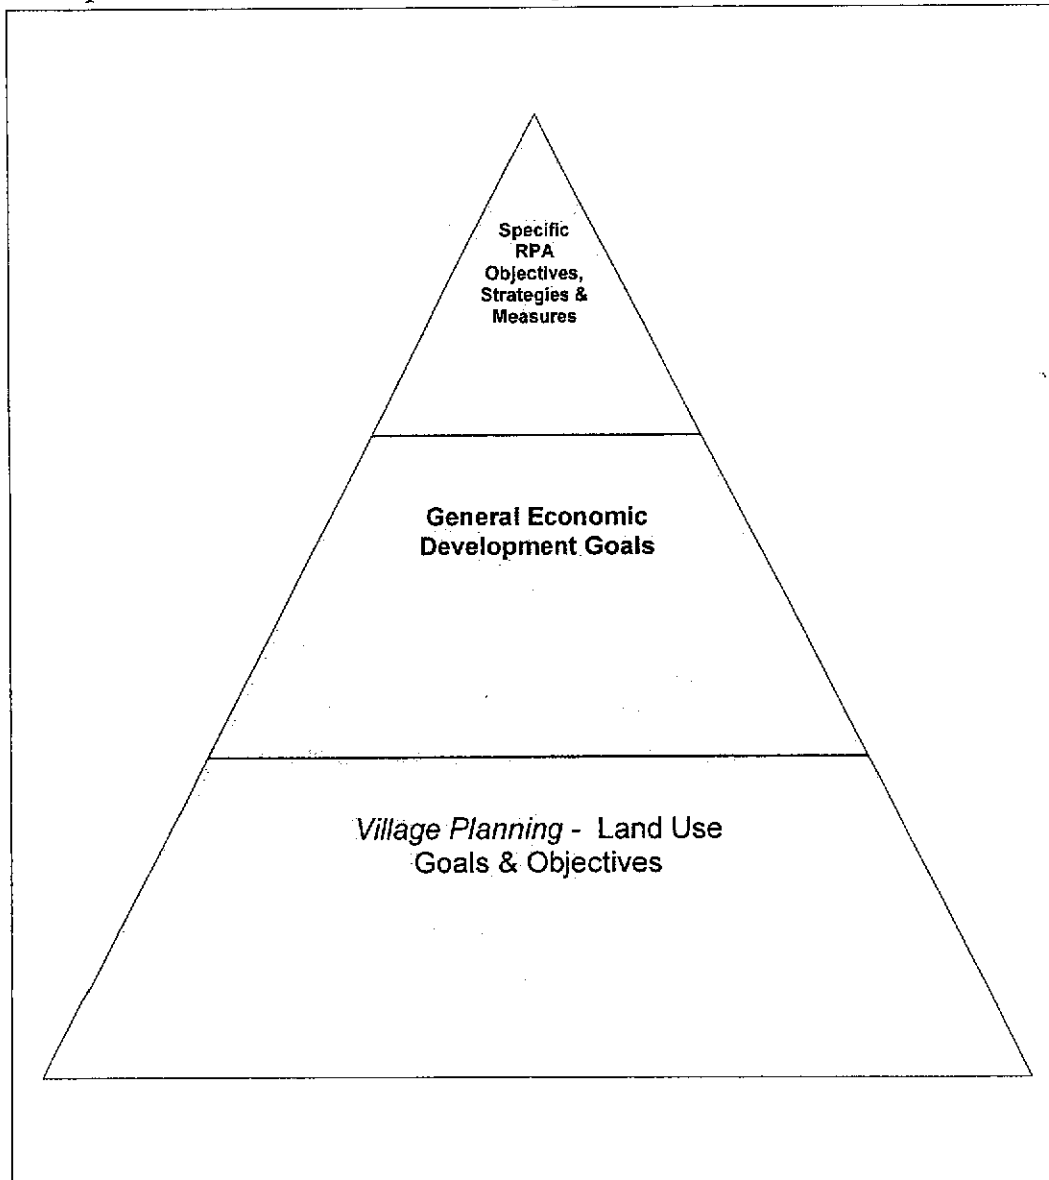 Specific
RPA
Objectives,
Strategies &
Measures
General Economic
Development Goals
Village Planning - Land Use
Goals & Objectives